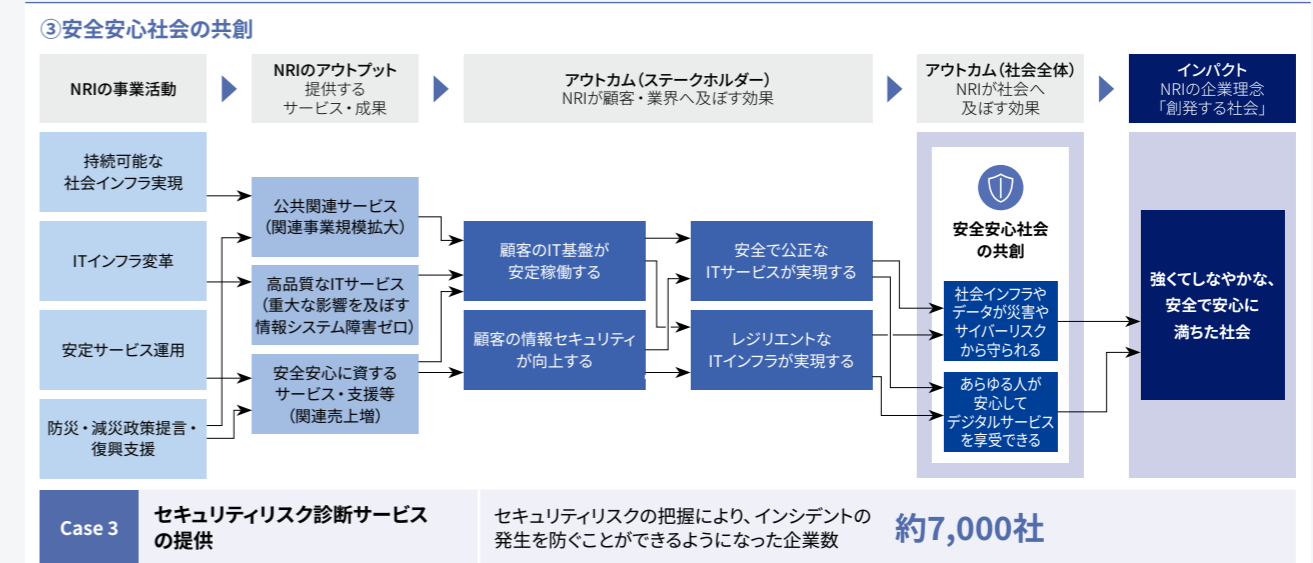 ③安全安心社会の共創
NRIの事業活動
NRIのアウトプット
提供する
サービス・成果
アウトカム（ステークホルダー）
NRIが顧客・業界へ及ぼす効果
アウトカム（社会全体）
NRIが社会へ
及ぼす効果
インパクト
NRIの企業理念
「創発する社会」
持続可能な
社会インフラ実現
ITインフラ変革
安定サービス運用
防災・減災政策提言・
復興支援
公共関連サービス
（関連事業規模拡大）
高品質なITサービス
（重大な影響を及ぼす
情報システム障害ゼロ）
安全安心に資する
サービス・支援等
（関連売上増）
顧客のIT基盤が
安定稼働する
顧客の情報セキュリティ
が向上する
安全で公正な
ITサービスが実現する
レジリエントな
ITインフラが実現する
安全安心社会
の共創
社会インフラや
データが災害や
サイバーリスク
から守られる
あらゆる人が
安心して
デジタルサービス
を享受できる
強くてしなやかな、
安全で安心に
満ちた社会
Case 3
セキュリティリスク診断サービス
の提供
セキュリティリスクの把握により、インシデントの
発生を防ぐことができるようになった企業数
約7,000社